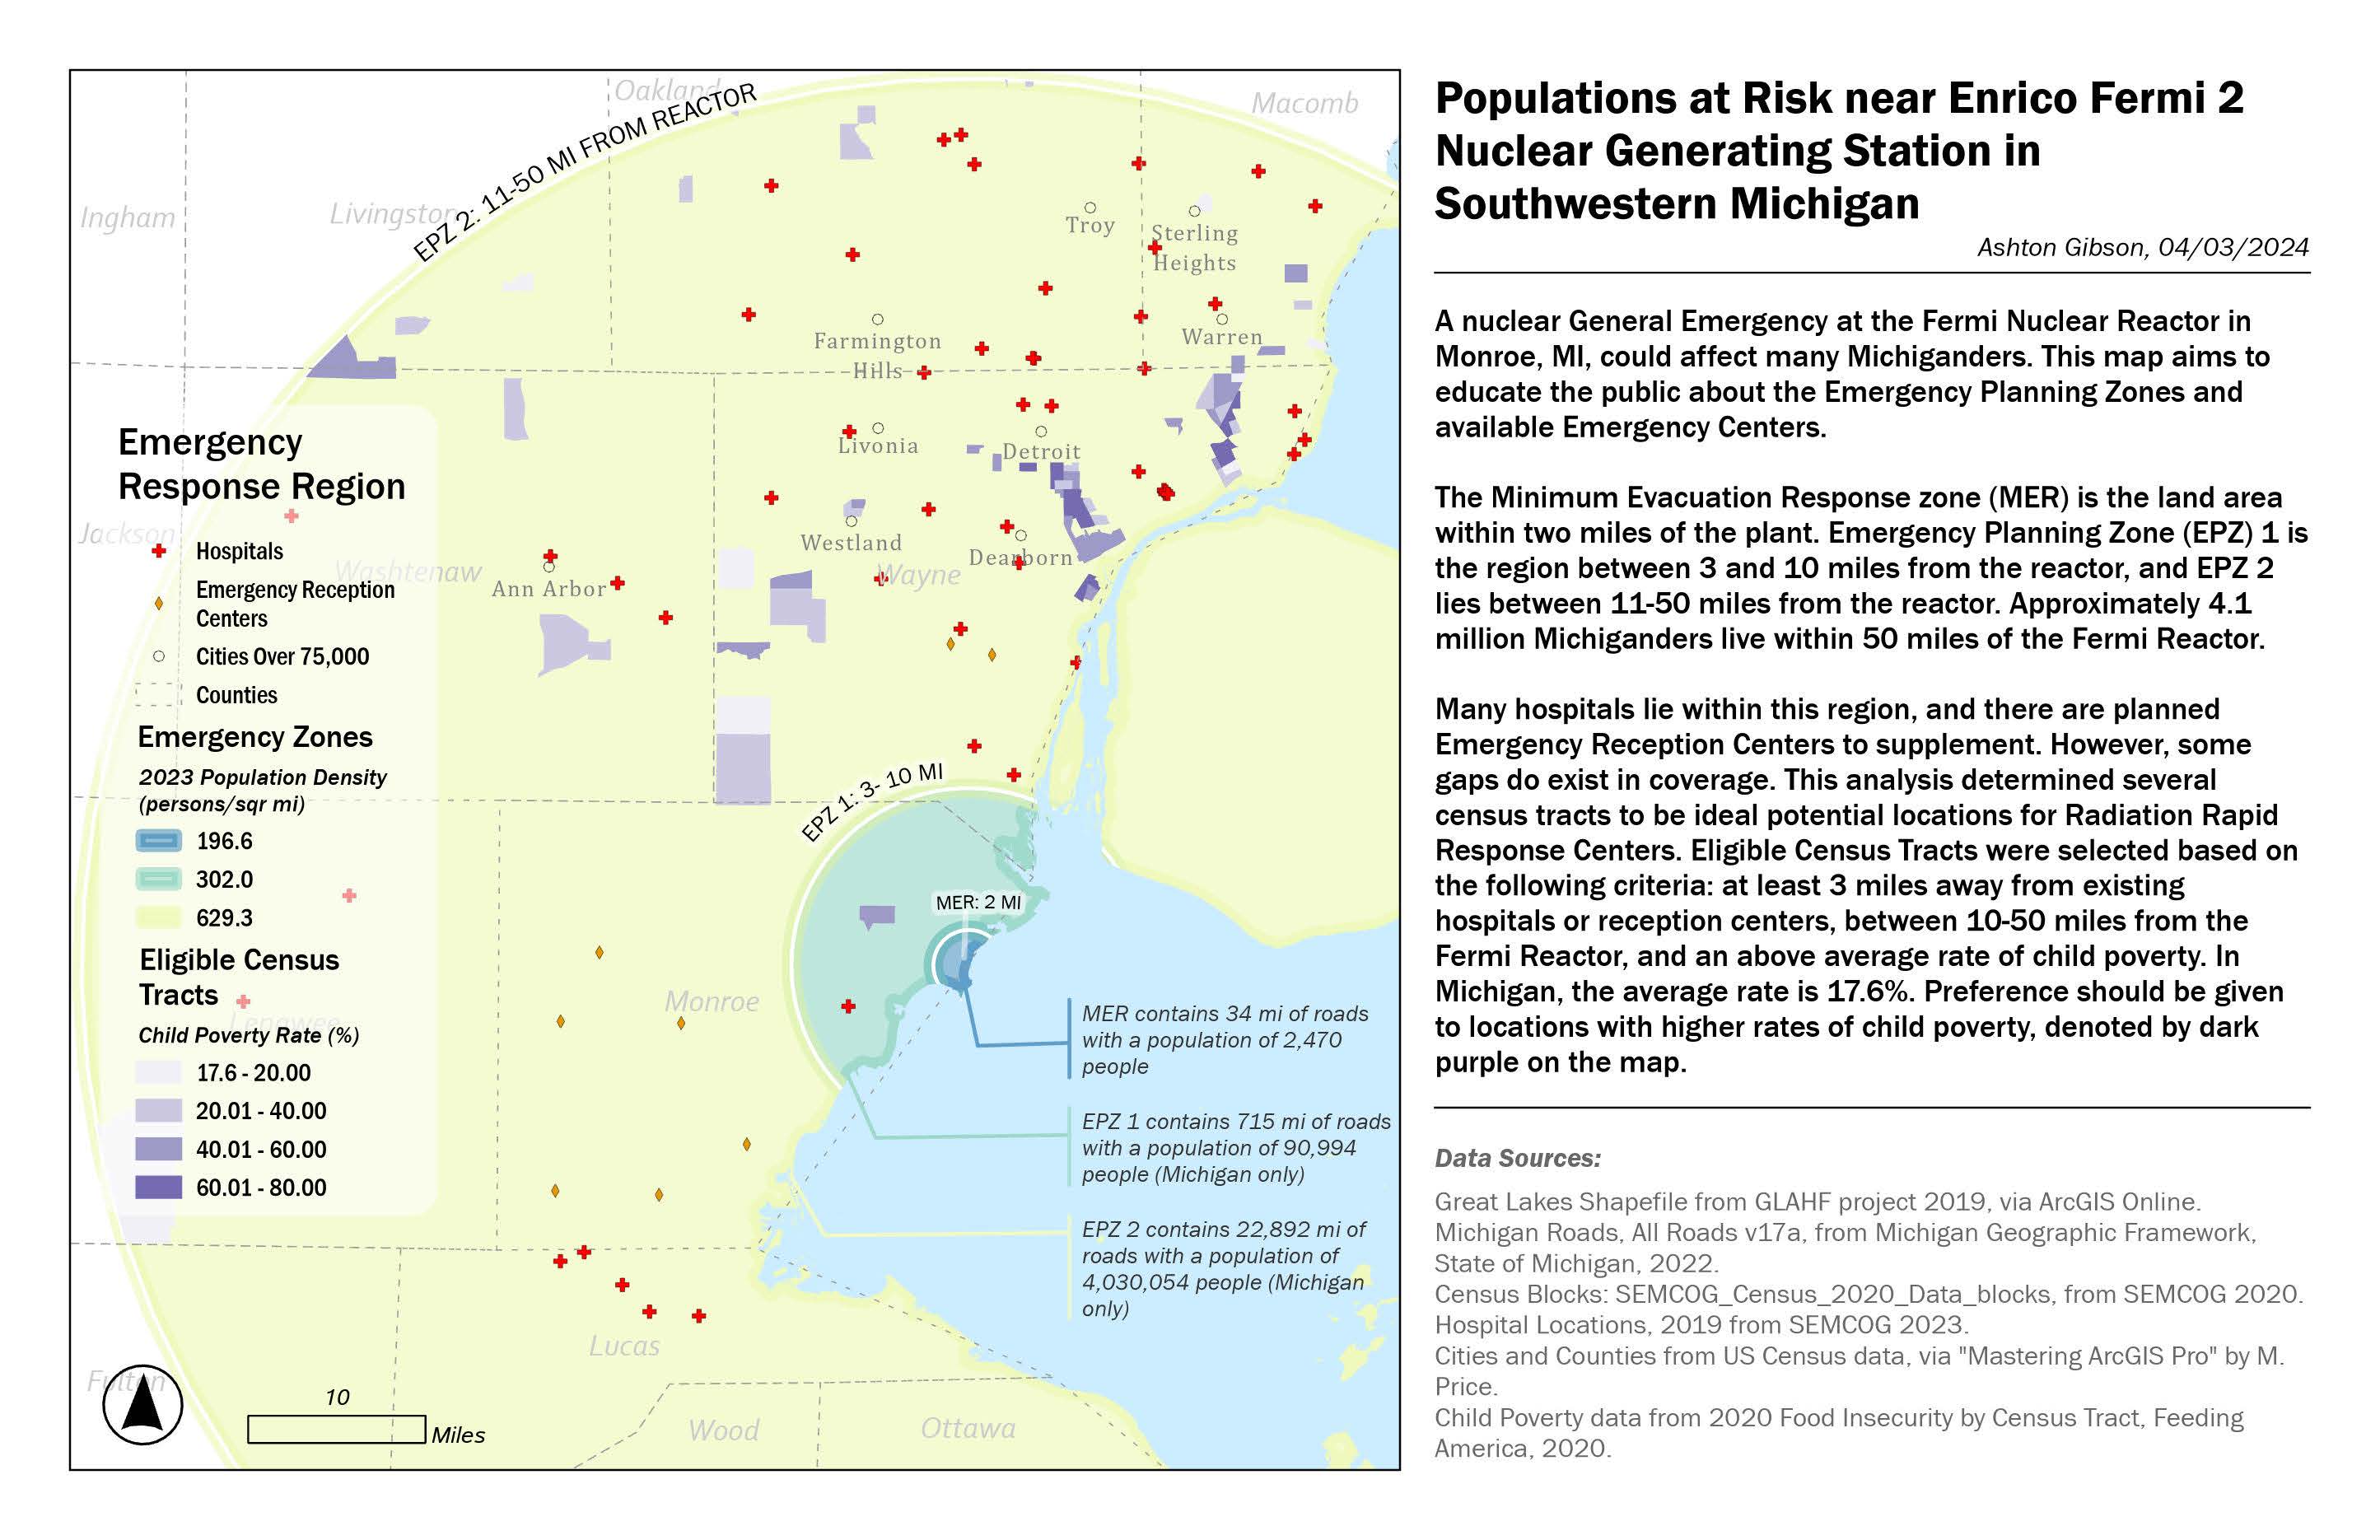 Populations at Risk near Enrico Fermi 2
Nuclear Generating Station in
Southwestern Michigan
Ashton Gibson, 04/03/2024
A nuclear General Emergency at the Fermi Nuclear Reactor in
Monroe, MI, could affect many Michiganders. This map aims to
educate the public about the Emergency Planning Zones and
available Emergency Centers.
The Minimum Evacuation Response zone (MER) is the land area
within two miles of the plant. Emergency Planning Zone (EPZ) 1 is
the region between 3 and 10 miles from the reactor, and EPZ 2
lies between 11-50 miles from the reactor. Approximately 4.1
million Michiganders live within 50 miles of the Fermi Reactor.
Many hospitals lie within this region, and there are planned
Emergency Reception Centers to supplement. However, some
gaps do exist in coverage. This analysis determined several
census tracts to be ideal potential locations for Radiation Rapid
Response Centers. Eligible Census Tracts were selected based on
the following criteria: at least 3 miles away from existing
hospitals or reception centers, between 10-50 miles from the
Fermi Reactor, and an above average rate of child poverty. In
Michigan, the average rate is 17.6%. Preference should be given
to locations with higher rates of child poverty, denoted by dark
purple on the map.
Data Sources:
Great Lakes Shapefile from GLAHF project 2019, via ArcGIS Online.
Michigan Roads, All Roads v17a, from Michigan Geographic Framework,
State of Michigan, 2022.
Census Blocks: SEMCOG_Census_2020_Data_blocks, from SEMCOG 2020.
Hospital Locations, 2019 from SEMCOG 2023.
Cities and Counties from US Census data, via "Mastering ArcGIS Pro" by M.
Price.
Child Poverty data from 2020 Food Insecurity by Census Tract, Feeding
America, 2020.
Oakland
Macomb
EPZ 2: 11-50 MI FROM REACTOR
Ingham
Livingston
Troy
Sterling
Heights
Farmington
Hills
Warren
Livonia
Detroit
Westland
Dearborn
Wayne
Jackson
Washtenaw
Ann Arbor
Emergency
Response Region
Hospitals
Emergency Reception
Centers
Cities Over 75,000
Counties
Emergency Zones
2023 Population Density
(persons/sqr mi)
196.6
302.0
629.3
Eligible Census
Tracts
Lenawee
Child Poverty Rate (%)
17.6 - 20.00
20.01 - 40.00
40.01 - 60.00
60.01 - 80.00
EPZ 1: 3- 10 MI
MER: 2 MI
Monroe
MER contains 34 mi of roads
with a population of 2,470
people
EPZ 1 contains 715 mi of roads
with a population of 90,994
people (Michigan only)
EPZ 2 contains 22,892 mi of
roads with a population of
4,030,054 people (Michigan
only)
Lucas
Fulton
Wood
Ottawa
10
Miles